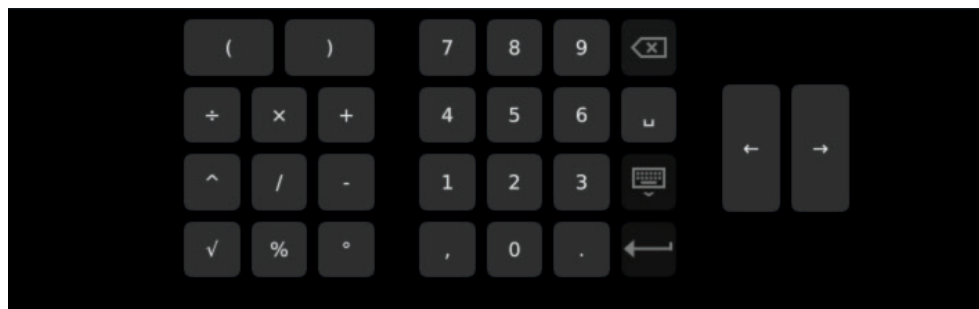 ( ) 7 8 9
÷ × + 4 5 6 ␣
← →
^ / - 1 2 3
√ % ° , 0 .